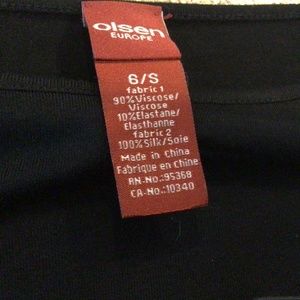 olsen
EUROPE
6/S
fabric 1
90%Viscose/
Viscose
10%Elastane/
Elasthanne
fabric 2
100%Silk/Soie
Made in China
Fabrique en Chine
RN-No.:95368
CA-No.:10340